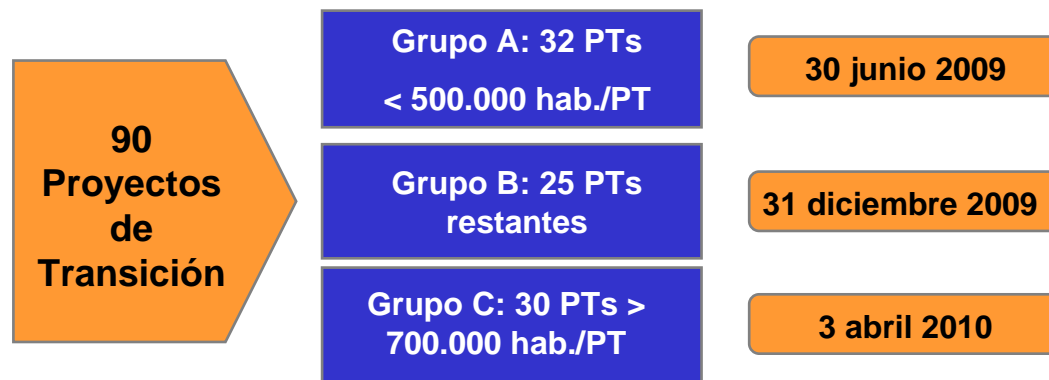 90
Proyectos
de
Transición
Grupo A: 32 PTs
< 500.000 hab./PT
30 junio 2009
Grupo B: 25 PTs
restantes
31 diciembre 2009
Grupo C: 30 PTs >
700.000 hab./PT
3 abril 2010